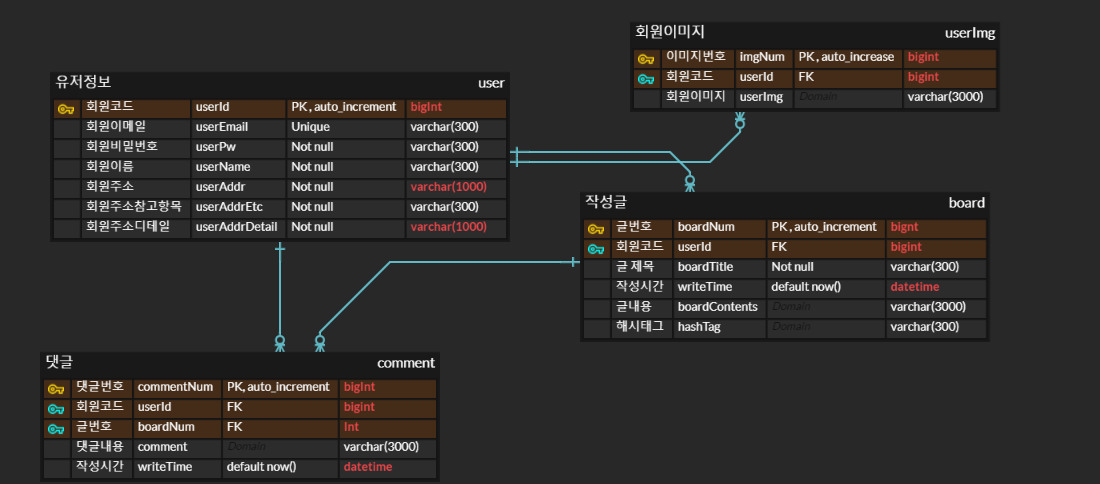 회원이미지 userImg
이미지번호 imgNum PK, auto_increase bigint
회원코드 userId FK bigint
회원이미지 userImg Domain varchar(3000)
유저정보 user
회원코드 userId PK, auto_increment bigInt
회원이메일 userEmail Unique varchar(300)
회원비밀번호 userPw Not null varchar(300)
회원이름 userName Not null varchar(300)
회원주소 userAddr Not null varchar(1000)
회원주소참고항목 userAddrEtc Not null varchar(300)
회원주소디테일 userAddrDetail Not null varchar(1000)
작성글 board
글번호 boardNum PK, auto_increment bignt
회원코드 userId FK bigint
글 제목 boardTitle Not null varchar(300)
작성시간 writeTime default now() datetime
글내용 boardContents Domain varchar(3000)
해시태그 hashTag Domain varchar(300)
댓글 comment
댓글번호 commentNum PK, auto_increment bigInt
회원코드 userId FK bigint
글번호 boardNum FK Int
댓글내용 comment Domain varchar(3000)
작성시간 writeTime default now() datetime